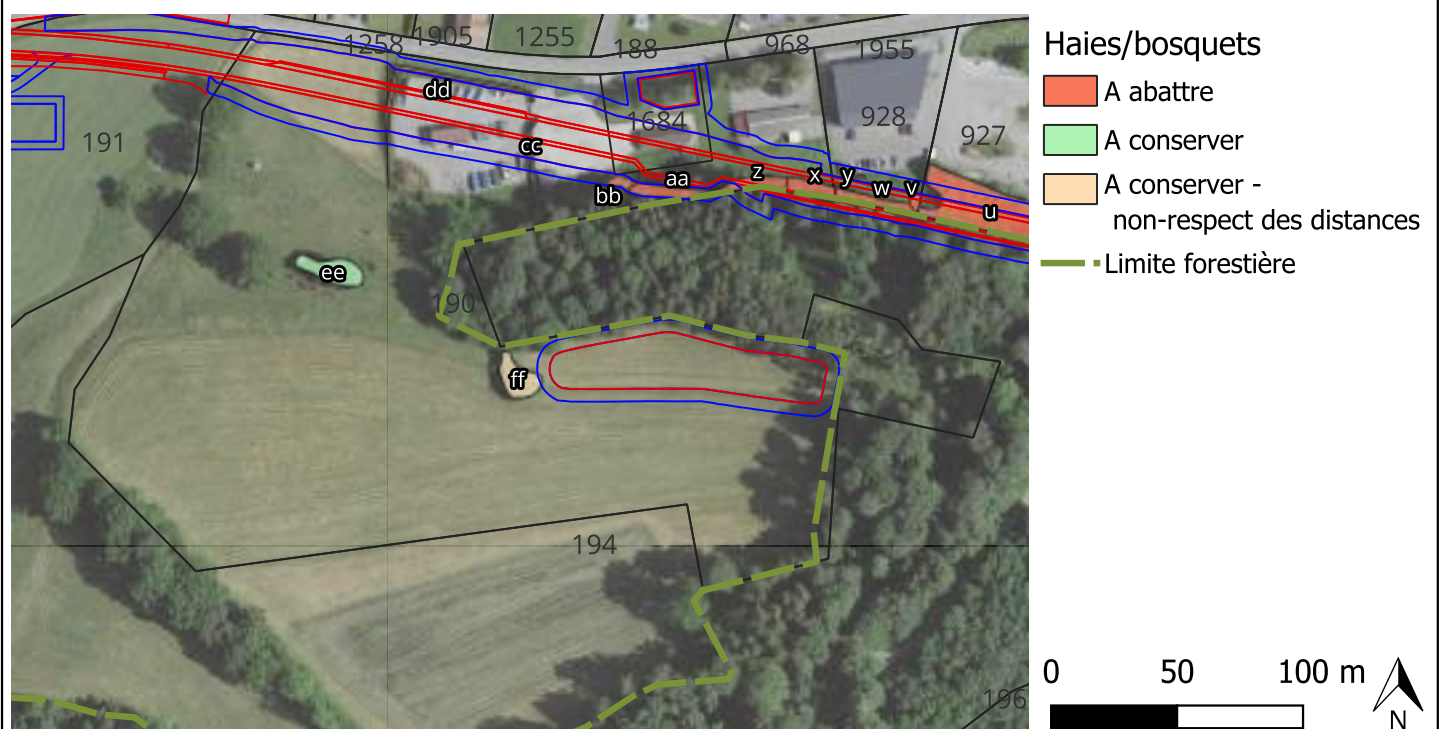 1258
1905
1255
188
968
1955
dd
1684
928
927
191
cc
z
x
y
w
v
aa
bb
u
ee
190
ff
194
196
Haies/bosquets
A abattre
A conserver
A conserver -
non-respect des distances
Limite forestière
0 50 100 m
N